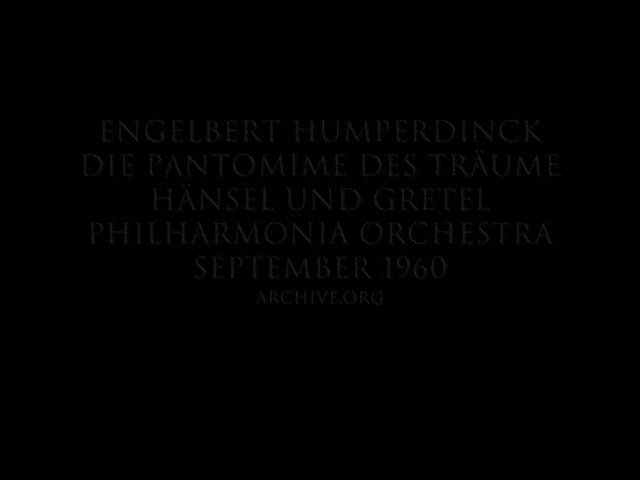 ENGELBERT HUMPERDINCK
DIE PANTOMIME DES TRÄUME
HÄNSEL UND GRETEL
PHILHARMONIA ORCHESTRA
SEPTEMBER 1960
ARCHIVE.ORG